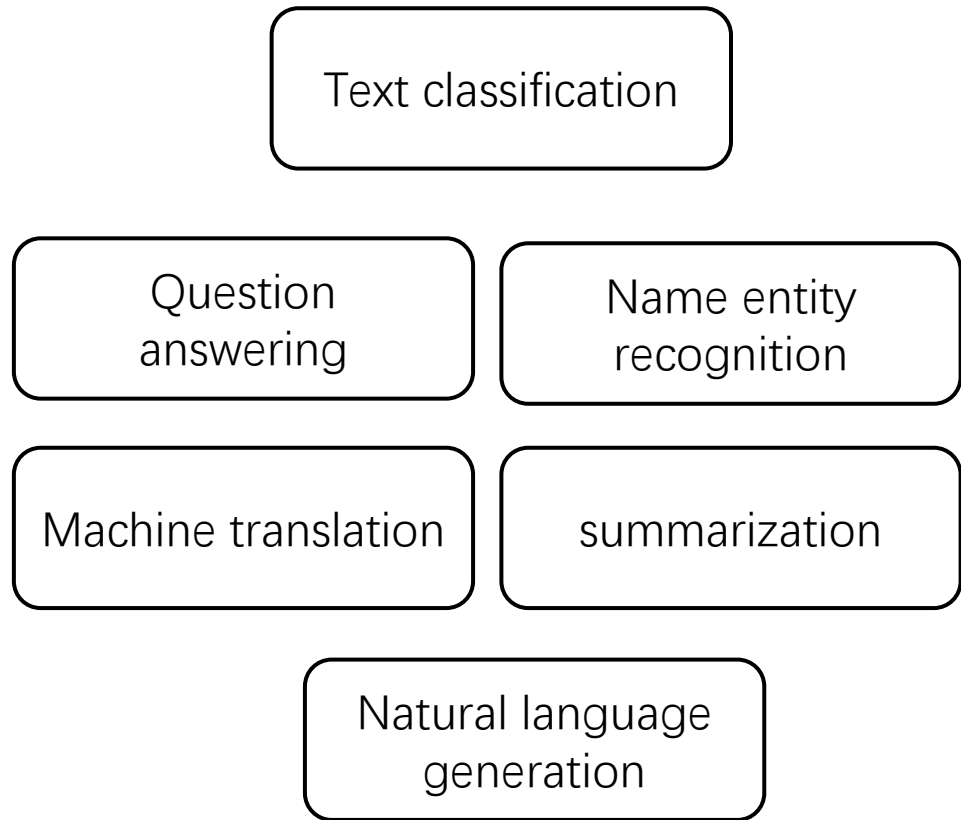 Text classification
Question
answering
Name entity
recognition
Machine translation
summarization
Natural language
generation